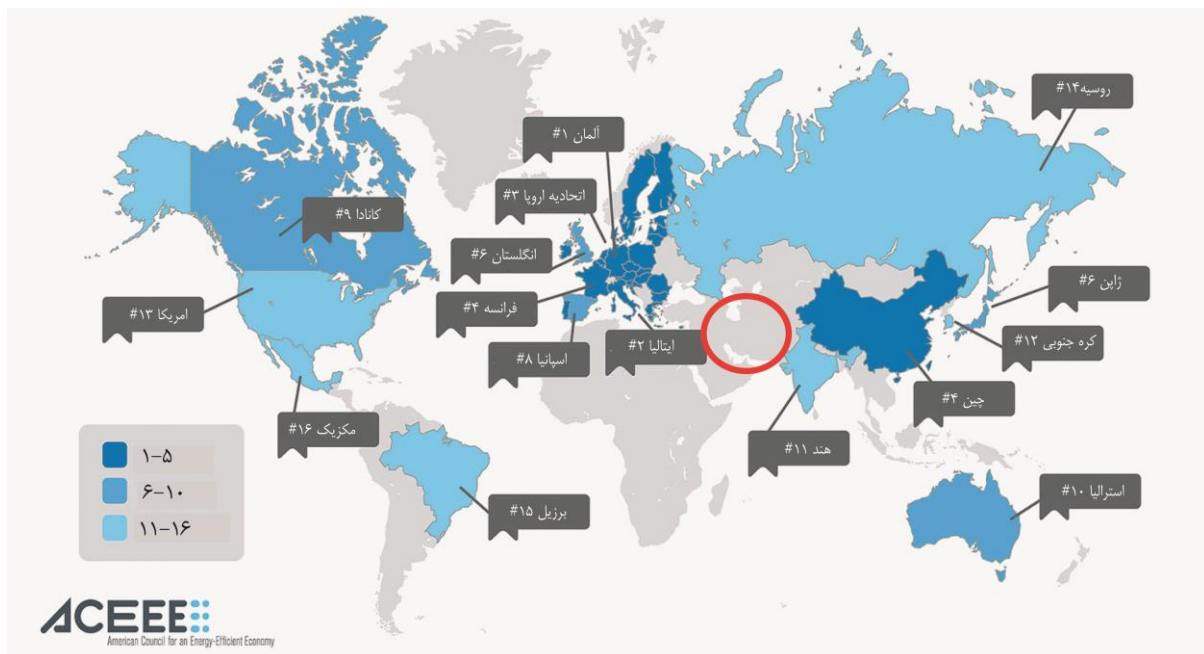 روسیه۱۴#
آلمان ۱#
اتحادیه اروپا ۳#
کانادا ۹#
انگلستان ۶#
ژاپن ۶#
فرانسه ۴#
امریکا ۱۳#
ایتالیا ۲#
کره جنوبی ۱۲#
اسپانیا ۸#
چین ۴#
مکزیک ۱۶#
هند ۱۱#
۱-۵
۶-۱۰
استرالیا ۱۰#
برزیل ۱۵#
۱۱-۱۶
ACEEE
American Council for an Energy-Efficient Economy